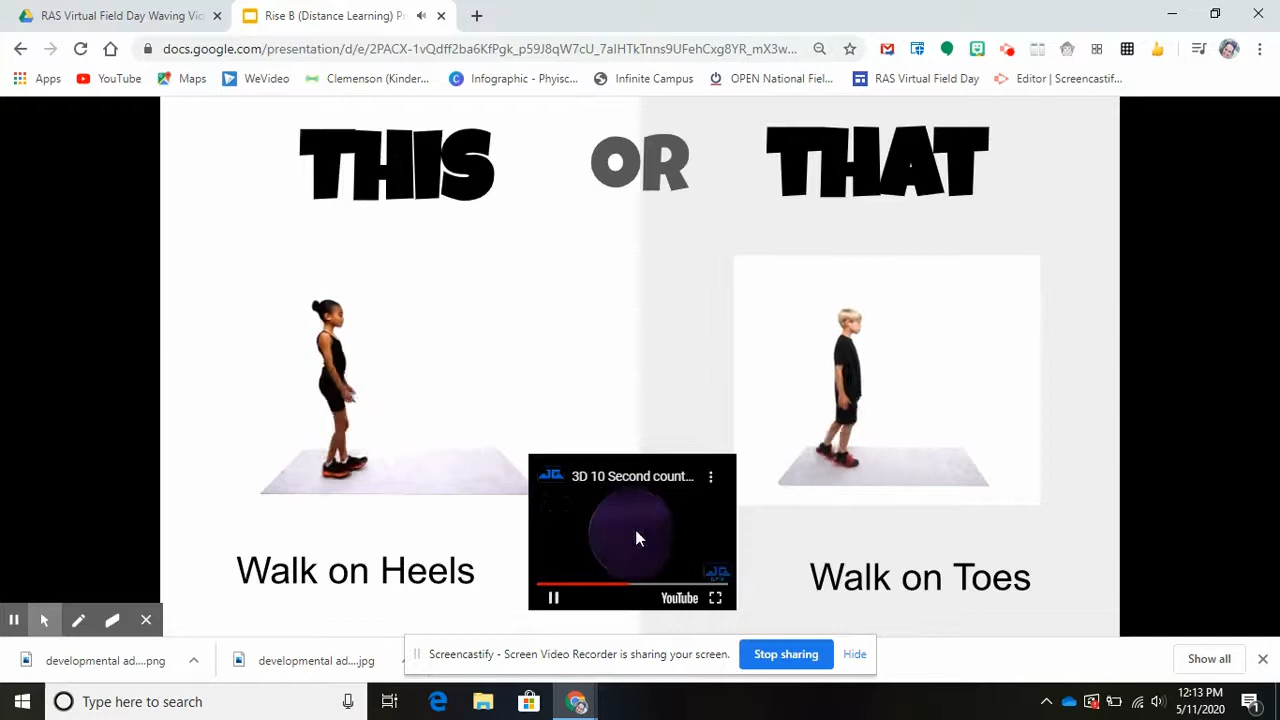 RAS Virtual Field Day Waving Vid
Rise B (Distance Learning) P
docs.google.com/presentation/d/e/2PACX-1vQdff2ba6KfPgk_p59J8qW7cU_7alHTkTnns9UFehCxg8YR_mX3w...
Apps
YouTube
Maps
WeVideo
Clemenson (Kinder...
Infographic - Phyisc...
Infinite Campus
OPEN National Fiel...
RAS Virtual Field Day
Editor | Screencastif...
THIS OR THAT
3D 10 Second count...
JG
YouTube
Walk on Heels
Walk on Toes
Screencastify - Screen Video Recorder is sharing your screen.
Stop sharing
Hide
developmental ad....png
developmental ad....jpg
Show all
Type here to search
12:13 PM
5/11/2020